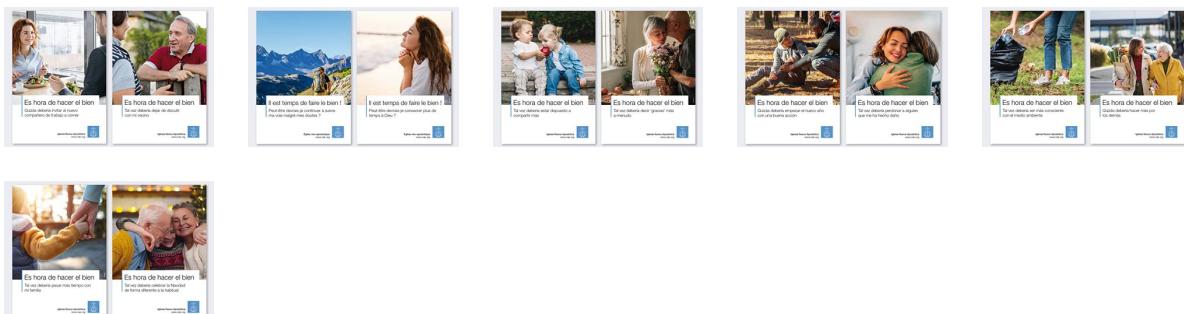 Es hora de hacer el bien
Quizás debería invitar al nuevo
compañero de trabajo a comer
Es hora de hacer el bien
Tal vez debería dejar de discutir
con mi vecino
Il est temps de faire le bien !
Peut-être devrais-je continuer à suivre
ma voie malgré mes doutes ?
Il est temps de faire le bien !
Peut-être devrais-je consacrer plus de
temps à Dieu ?
Es hora de hacer el bien
Tal vez debería estar dispuesto a
compartir más
Es hora de hacer el bien
Tal vez debería decir "gracias" más
a menudo
Es hora de hacer el bien
Quizás debería empezar el nuevo año
con una buena acción
Es hora de hacer el bien
Tal vez debería perdonar a alguien
que me ha hecho daño
Es hora de hacer el bien
Tal vez debería ser más consciente
con el medio ambiente
Es hora de hacer el bien
Quizás debería hacer más por
los demás
Es hora de hacer el bien
Tal vez debería pasar más tiempo con
mi familia
Es hora de hacer el bien
Tal vez debería celebrar la Navidad
de forma diferente a la habitual